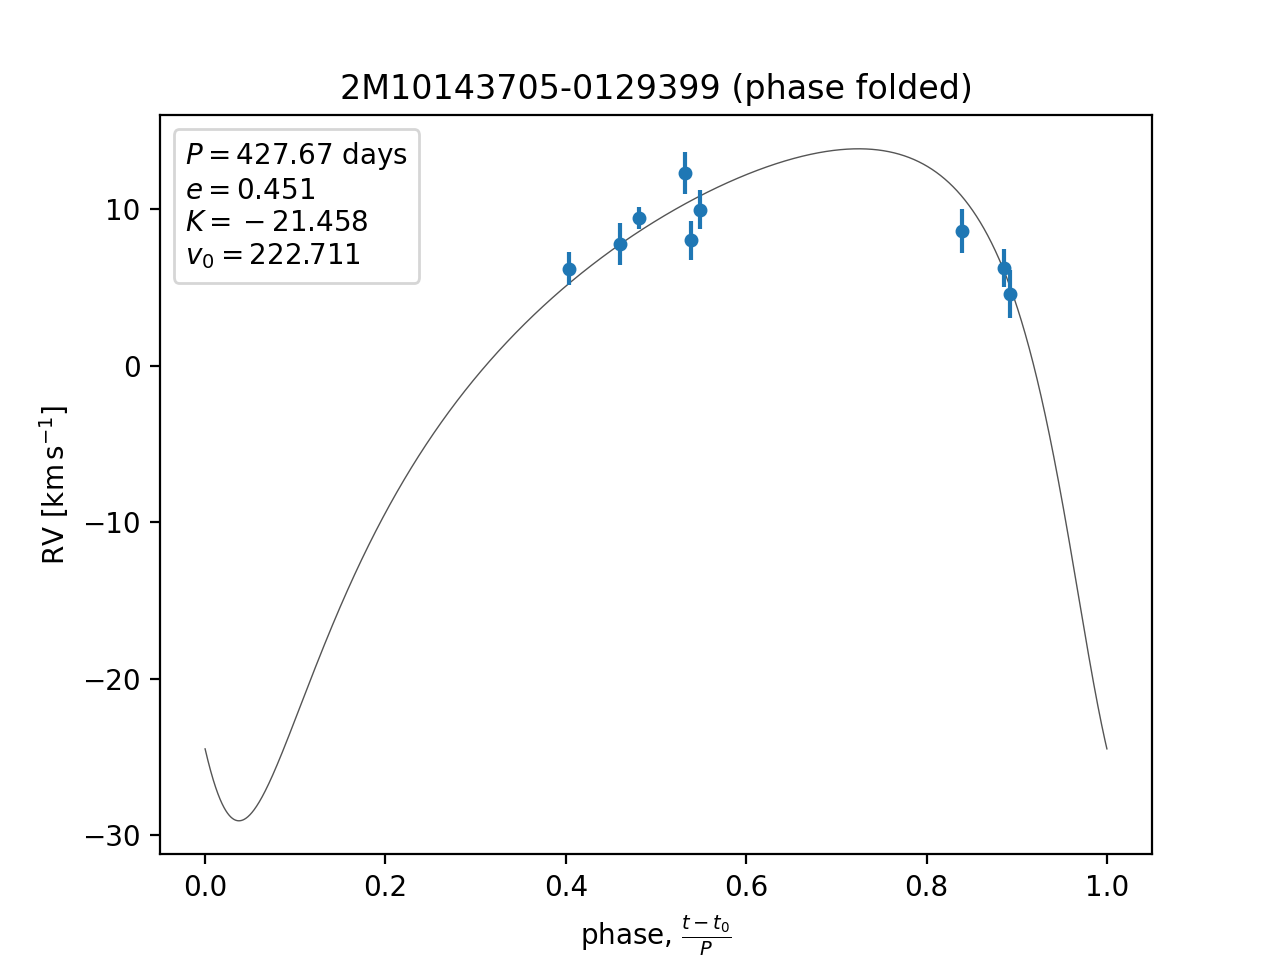 2M10143705-0129399 (phase folded)
P = 427.67 days
e = 0.451
K = −21.458
v₀ = 222.711
10
0
−10
−20
−30
RV [km s⁻¹]
0.0 0.2 0.4 0.6 0.8 1.0
phase, (t − t₀)/P